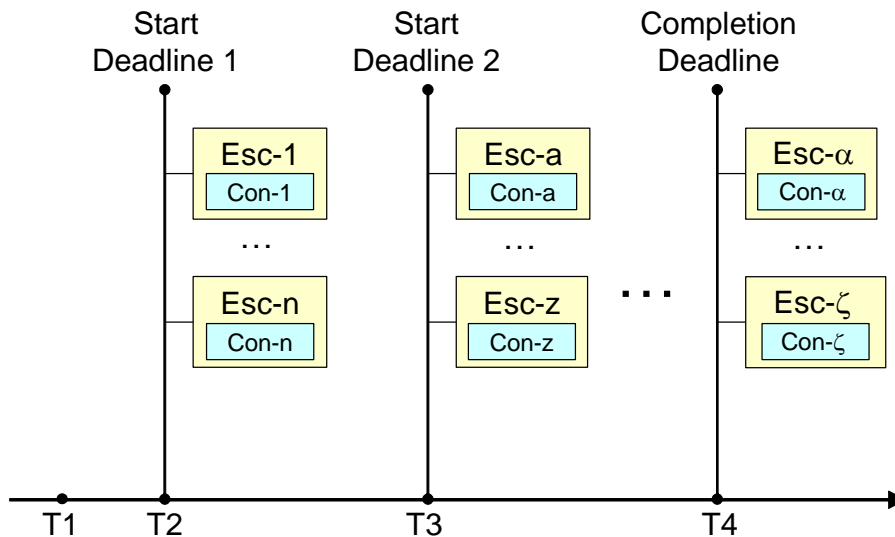 Start
Deadline 1
Start
Deadline 2
Completion
Deadline
Esc-1
Con-1
Esc-a
Con-a
Esc-α
Con-α
...
...
...
Esc-n
Con-n
Esc-z
Con-z
...
Esc-ζ
Con-ζ
T1
T2
T3
T4